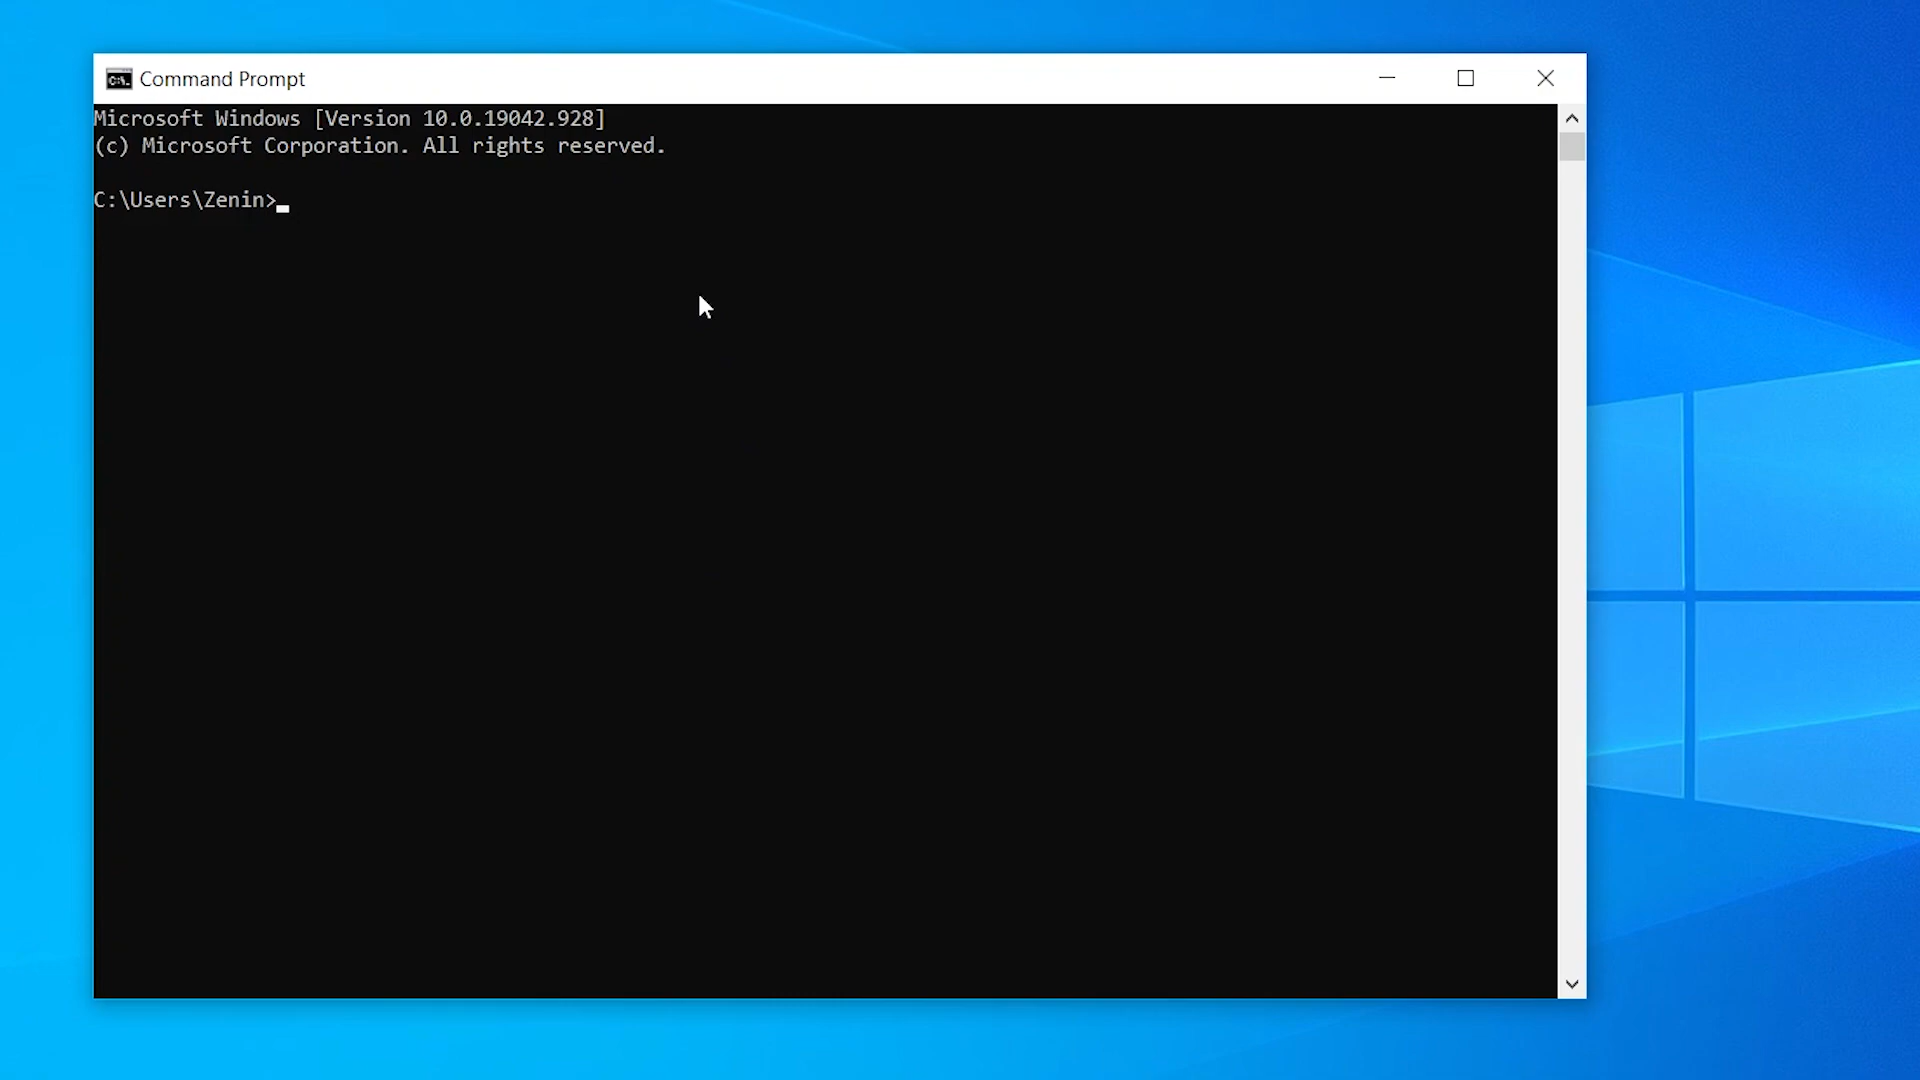 Command Prompt
Microsoft Windows [Version 10.0.19042.928]
(c) Microsoft Corporation. All rights reserved.
C:\Users\Zenin>